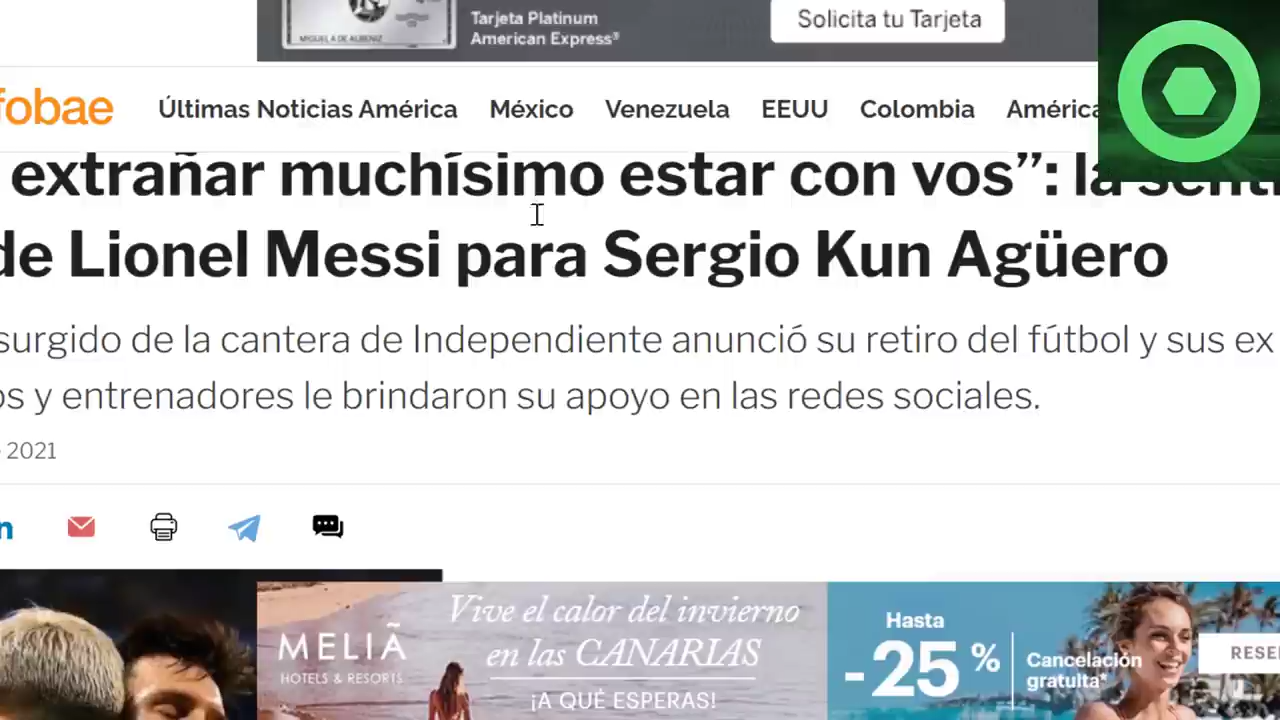 Tarjeta Platinum
American Express®
Solicita tu Tarjeta
MIGUEL A DE ALBENIZ
fobae
Últimas Noticias América México Venezuela EEUU Colombia América
extrañar muchísimo estar con vos”: la
de Lionel Messi para Sergio Kun Agüero
surgido de la cantera de Independiente anunció su retiro del fútbol y sus ex
os y entrenadores le brindaron su apoyo en las redes sociales.
2021
n
MELIÃ
HOTELS & RESORTS
Vive el calor del invierno
en las CANARIAS
¡A QUÉ ESPERAS!
Hasta
-25%
Cancelación
gratuita*
RESE